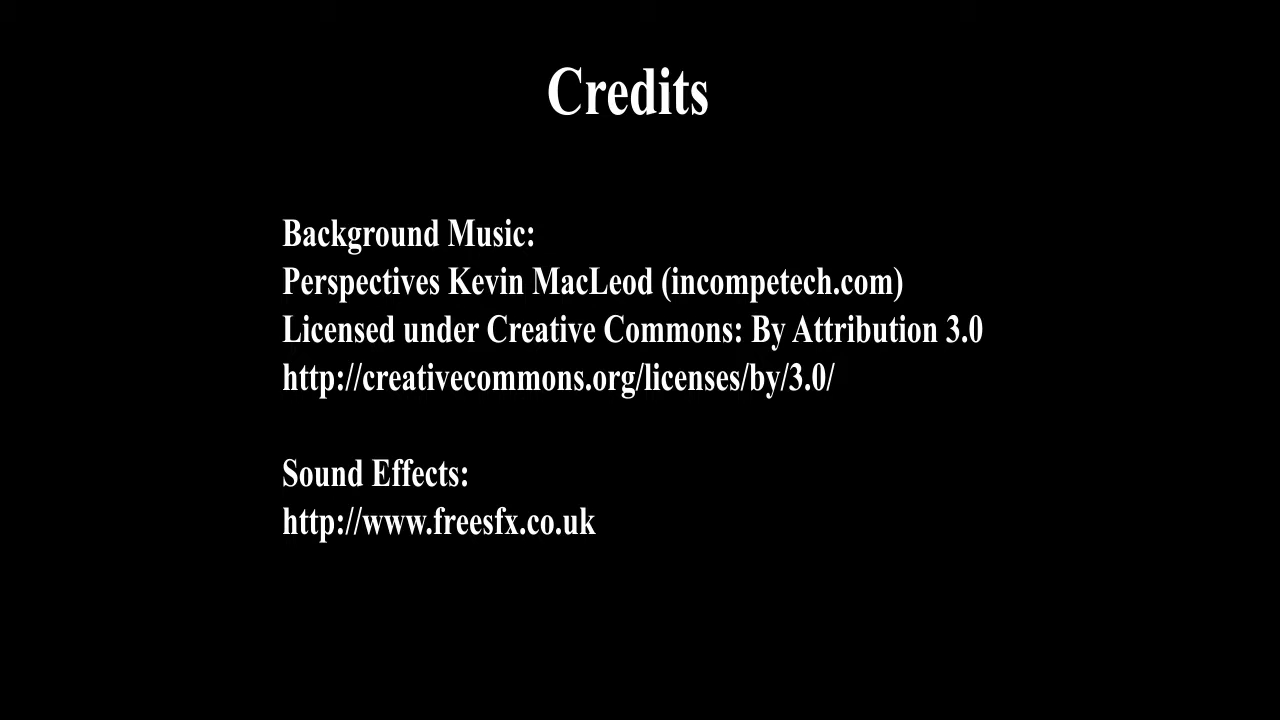 Credits
Background Music:
Perspectives Kevin MacLeod (incompetech.com)
Licensed under Creative Commons: By Attribution 3.0
http://creativecommons.org/licenses/by/3.0/
Sound Effects:
http://www.freesfx.co.uk